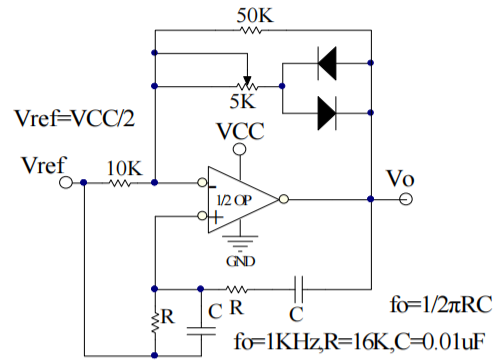 50K
5K
Vref=VCC/2
VCC
Vref
10K
Vo
-
1/2 OP
+
GND
R
C
R
C
fo=1/2πRC
fo=1KHz,R=16K,C=0.01uF